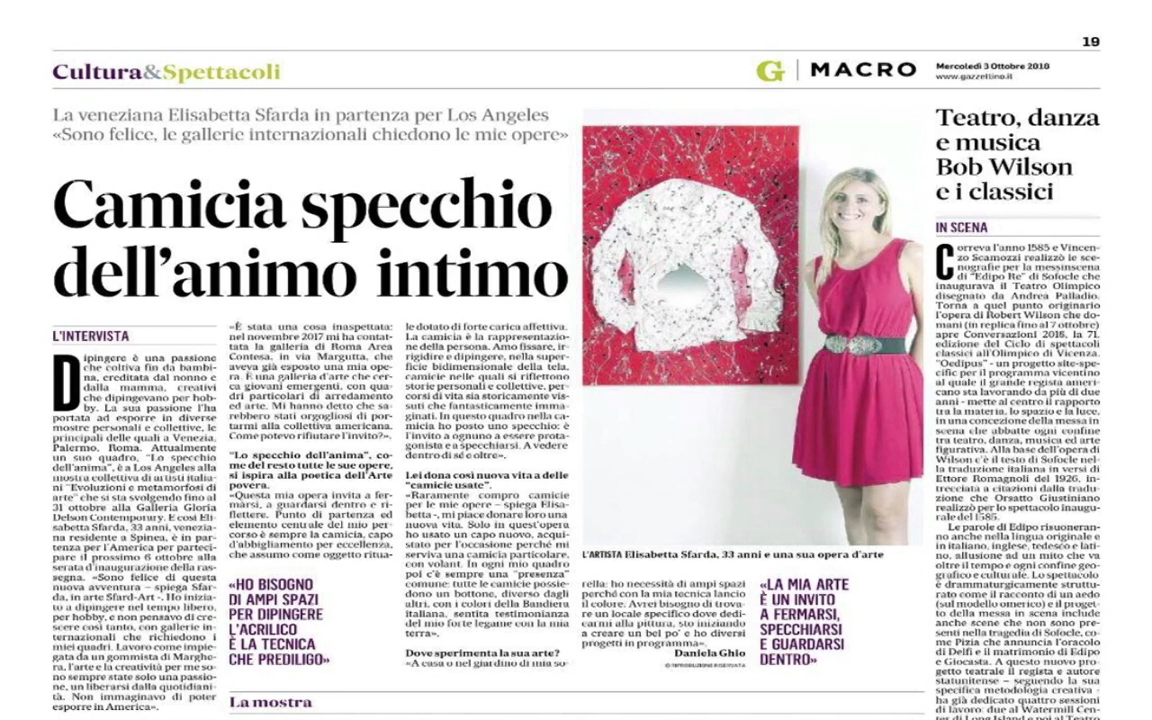 19
Cultura&Spettacoli
G | MACRO
Mercoledì 3 Ottobre 2018
www.gazzettino.it
La veneziana Elisabetta Sfarda in partenza per Los Angeles
«Sono felice, le gallerie internazionali chiedono le mie opere»
Camicia specchio
dell'animo intimo
L'INTERVISTA
Dipingere è una passione
che coltiva fin da bambi-
na, ereditata dal nonno e
dalla mamma, creativi
che dipingevano per hob-
by. La sua passione l'ha
portata ad esporre in diverse
mostre personali e collettive, le
principali delle quali a Venezia,
Palermo, Roma. Attualmente
un suo quadro, "Lo specchio
dell'anima", è a Los Angeles alla
mostra collettiva di artisti italia-
ni "Evoluzioni e metamorfosi di
arte" che si sta svolgendo fino al
31 ottobre alla Galleria Gloria
Delson Contemporary. E così Eli-
sabetta Sfarda, 33 anni, venezia-
na residente a Spinea, è in par-
tenza per l'America per parteci-
pare il prossimo 6 ottobre alla
serata d'inaugurazione della ras-
segna. «Sono felice di questa
nuova avventura - spiega Sfar-
da, in arte Sfard-Art -. Ho inizia-
to a dipingere nel tempo libero,
per hobby, e non pensavo di cre-
scere così tanto, con gallerie in-
ternazionali che richiedono i
miei quadri. Lavoro come impie-
gata da un gommista di Marghe-
ra, l'arte e la creatività per me so-
no sempre state solo una passio-
ne, un liberarsi dalla quotidiani-
tà. Non immaginavo di poter
esporre in America».
«È stata una cosa inaspettata:
nel novembre 2017 mi ha contat-
tata la galleria di Roma Area
Contesa, in via Margutta, che
aveva già esposto una mia ope-
ra. È una galleria d'arte che cer-
ca giovani emergenti, con qua-
dri particolari di arredamento
ed arte. Mi hanno detto che sa-
rebbero stati orgogliosi di por-
tarmi alla collettiva americana.
Come potevo rifiutare l'invito?».
"Lo specchio dell'anima", co-
me del resto tutte le sue opere,
si ispira alla poetica dell'Arte
povera.
«Questa mia opera invita a fer-
marsi, a guardarsi dentro e ri-
flettere. Punto di partenza ed
elemento centrale del mio per-
corso è sempre la camicia, capo
d'abbigliamento per eccellenza,
che assumo come oggetto ritua-
«HO BISOGNO
DI AMPI SPAZI
PER DIPINGERE
L'ACRILICO
È LA TECNICA
CHE PREDILIGO»
le dotato di forte carica affettiva.
La camicia è la rappresentazio-
ne della persona. Amo fissare, ir-
rigidire e dipingere, nella super-
ficie bidimensionale della tela,
camicie nelle quali si riflettono
storie personali e collettive, per-
corsi di vita sia storicamente vis-
suti che fantasticamente imma-
ginati. In questo quadro nella ca-
micia ho posto uno specchio: è
l'invito a ognuno a essere prota-
gonista e a specchiarsi. A vedere
dentro di sé e oltre».
Lei dona così nuova vita a delle
"camicie usate".
«Raramente compro camicie
per le mie opere – spiega Elisa-
betta -, mi piace donare loro una
nuova vita. Solo in quest'opera
ho usato un capo nuovo, acqui-
stato per l'occasione perché mi
serviva una camicia particolare,
con volant. In ogni mio quadro
poi c'è sempre una "presenza"
comune: tutte le camicie possie-
dono un bottone, diverso dagli
altri, con i colori della Bandiera
Italiana, sentita testimonianza
del mio forte legame con la mia
terra».
Dove sperimenta la sua arte?
«A casa o nel giardino di mia so-
L'ARTISTA Elisabetta Sfarda, 33 anni e una sua opera d'arte
rella: ho necessità di ampi spazi
perché con la mia tecnica lancio
il colore. Avrei bisogno di trova-
re un locale specifico dove dedi-
carmi alla pittura, sto iniziando
a creare un bel po' e ho diversi
progetti in programma».
Daniela Ghio
© RIPRODUZIONE RISERVATA
«LA MIA ARTE
È UN INVITO
A FERMARSI,
SPECCHIARSI
E GUARDARSI
DENTRO»
La mostra
Teatro, danza
e musica
Bob Wilson
e i classici
IN SCENA
Correva l'anno 1585 e Vincen-
zo Scamozzi realizzò le sce-
nografie per la messinscena
di "Edipo Re" di Sofocle che
inaugurava il Teatro Olimpico
disegnato da Andrea Palladio.
Torna a quel punto originario
l'opera di Robert Wilson che do-
mani (in replica fino al 7 ottobre)
apre Conversazioni 2018, la 71.
edizione del Ciclo di spettacoli
classici all'Olimpico di Vicenza.
"Oedipus" - un progetto site-spe-
cific per il programma vicentino
al quale il grande regista ameri-
cano sta lavorando da più di due
anni - mette al centro il rapporto
tra la materia, lo spazio e la luce,
in una concezione della messa in
scena che abbatte ogni confine
tra teatro, danza, musica ed arte
figurativa. Alla base dell'opera di
Wilson c'è il testo di Sofocle nel-
la traduzione italiana in versi di
Ettore Romagnoli del 1926, in-
trecciata a citazioni dalla tradu-
zione che Orsatto Giustiniano
realizzò per lo spettacolo inaugu-
rale del 1585.
Le parole di Edipo risuoneran-
no anche nella lingua originale e
in italiano, inglese, tedesco e lati-
no, allusione ad un mito che va
oltre il tempo e ogni confine geo-
grafico e culturale. Lo spettacolo
è drammaturgicamente struttu-
rato come il racconto di un aedo
(sul modello omerico) e il proget-
to della messa in scena include
anche scene che non sono pre-
senti nella tragedia di Sofocle, co-
me Pizia che annuncia l'oracolo
di Delfi e il matrimonio di Edipo
e Giocasta. A questo nuovo pro-
getto teatrale il regista e autore
statunitense – seguendo la sua
specifica metodologia creativa -
ha già dedicato quattro sessioni
di lavoro: due al Watermill Cen-
ter di Long Island e poi al Teatro